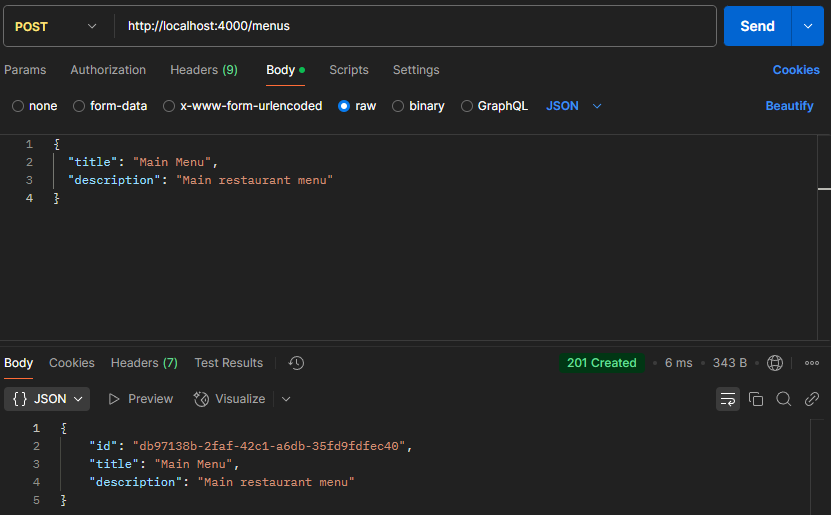 POST http://localhost:4000/menus Send
Params Authorization Headers (9) Body Scripts Settings Cookies
none form-data x-www-form-urlencoded raw binary GraphQL JSON Beautify
1 {
2 "title": "Main Menu",
3 "description": "Main restaurant menu"
4 }
Body Cookies Headers (7) Test Results 201 Created • 6 ms • 343 B •
{} JSON Preview Visualize
1 {
2 "id": "db97138b-2faf-42c1-a6db-35fd9fdfec40",
3 "title": "Main Menu",
4 "description": "Main restaurant menu"
5 }